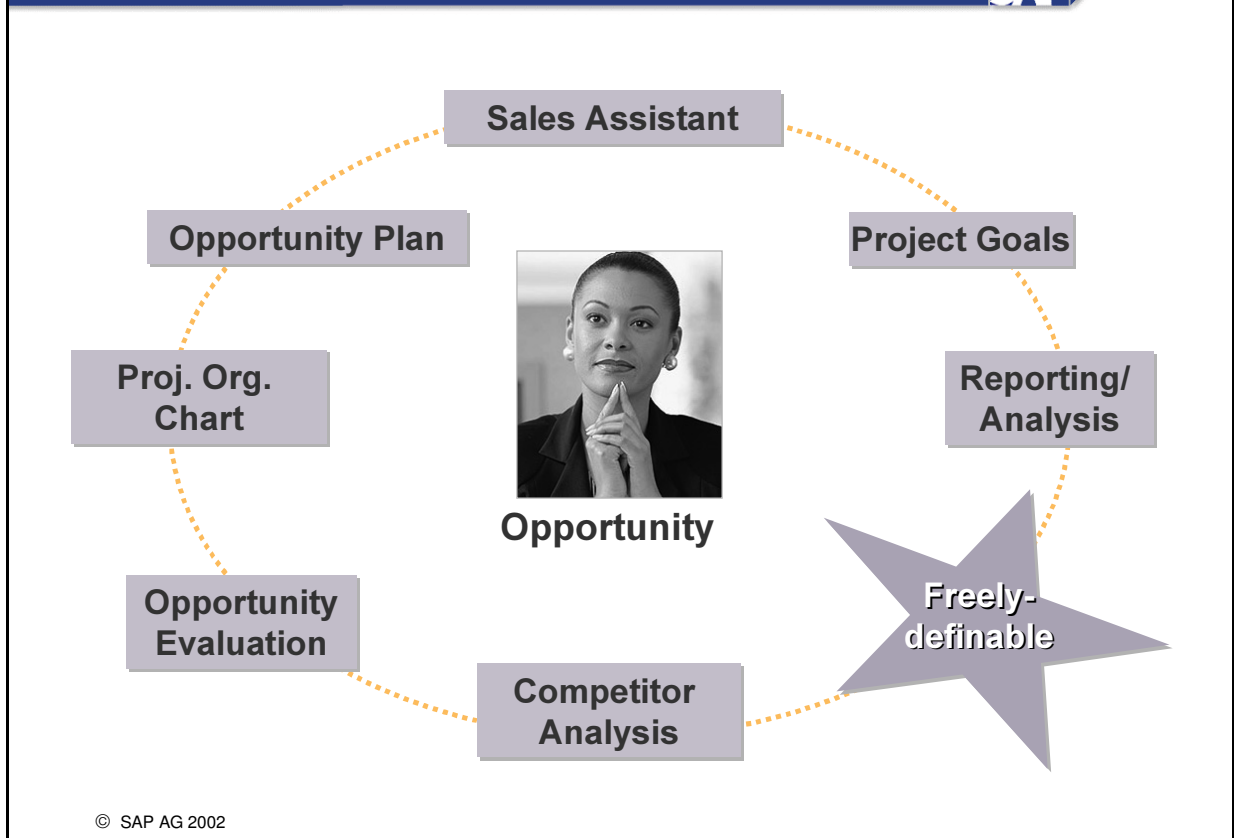 Sales Assistant
Opportunity Plan
Project Goals
Proj. Org.
Chart
Reporting/
Analysis
Opportunity
Freely-
definable
Opportunity
Evaluation
Competitor
Analysis
© SAP AG 2002